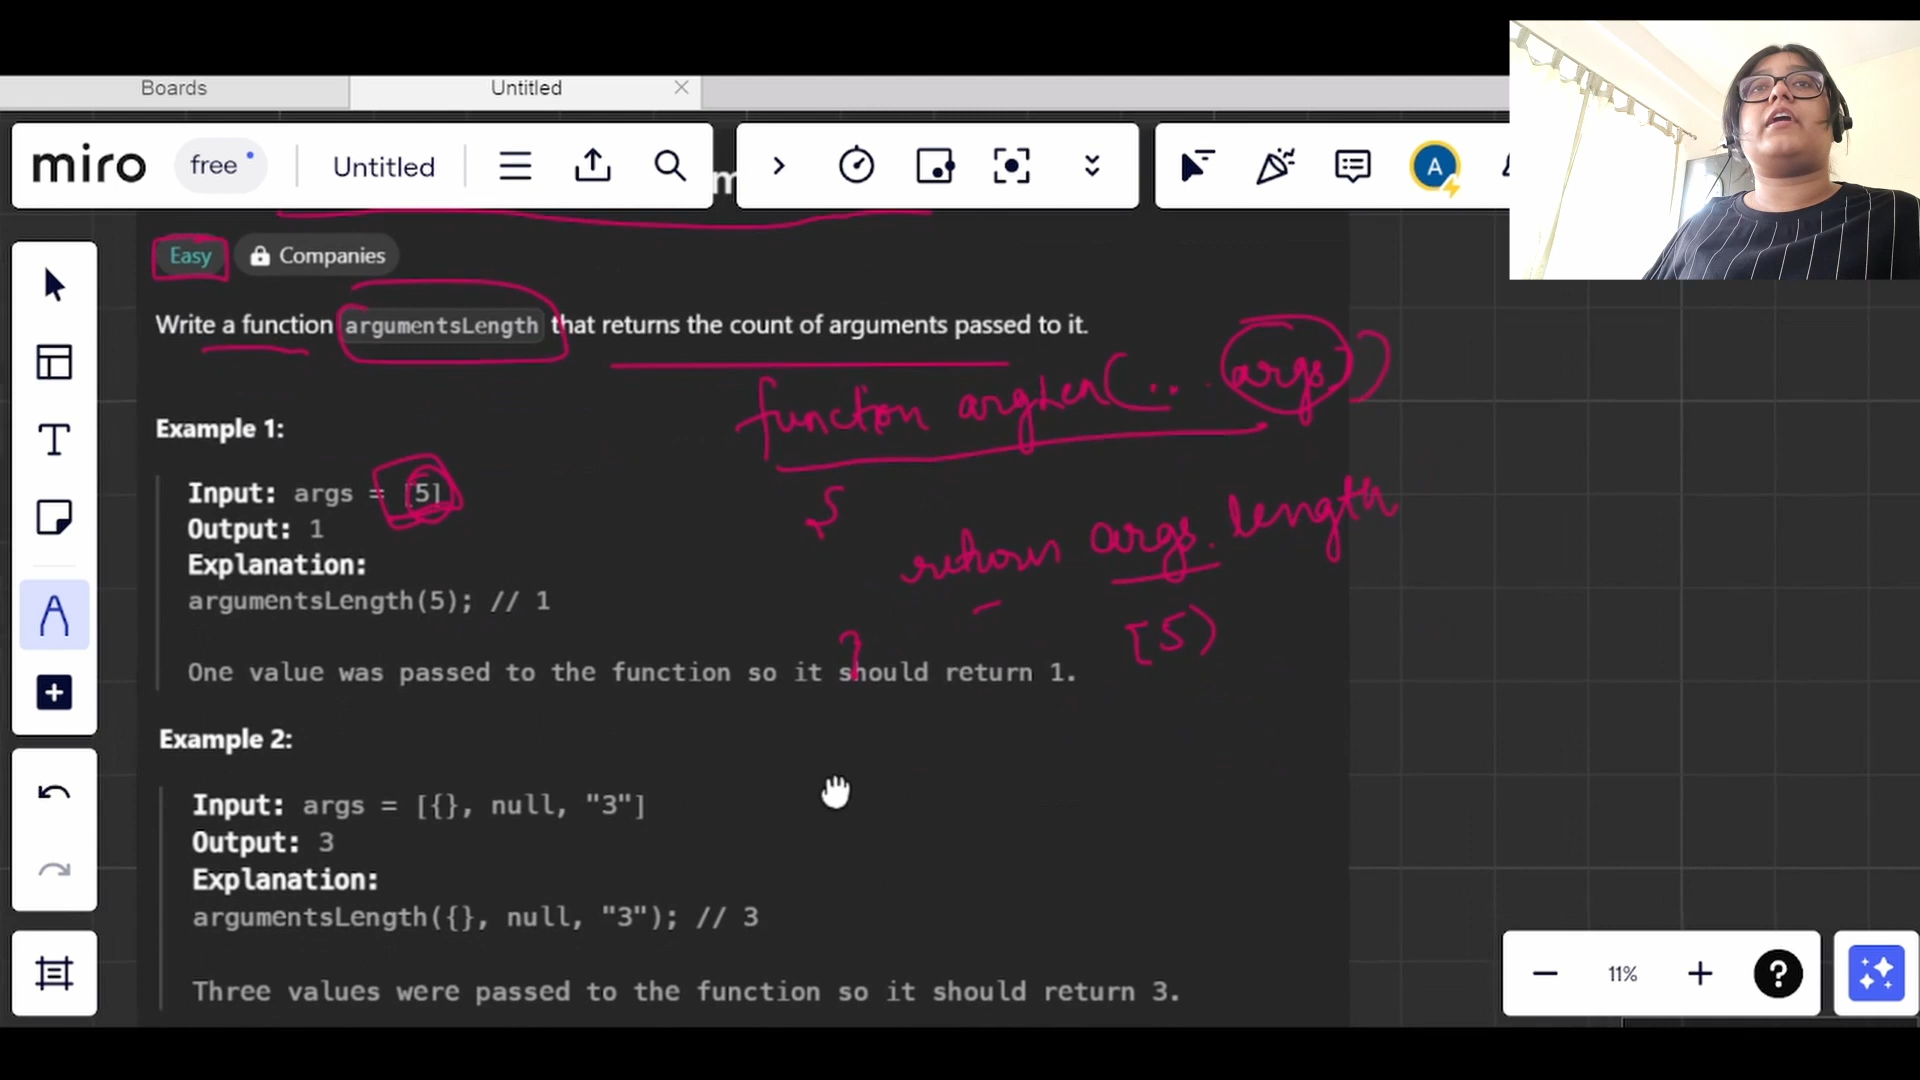 Boards
Untitled
miro
free
Untitled
A
Easy
Companies
Write a function argumentsLength that returns the count of arguments passed to it.
function argLen(... args)
Example 1:
Input: args = [5]
Output: 1
Explanation:
argumentsLength(5); // 1
One value was passed to the function so it should return 1.
return args.length
[5)
Example 2:
Input: args = [{}, null, "3"]
Output: 3
Explanation:
argumentsLength({}, null, "3"); // 3
Three values were passed to the function so it should return 3.
11%